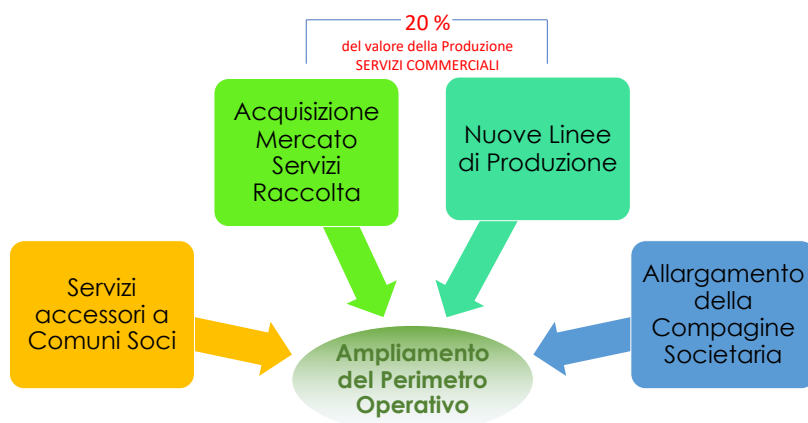 20 %
del valore della Produzione
SERVIZI COMMERCIALI
Acquisizione
Mercato
Servizi
Raccolta
Nuove Linee
di Produzione
Servizi
accessori a
Comuni Soci
Allargamento
della
Compagine
Societaria
Ampliamento
del Perimetro
Operativo